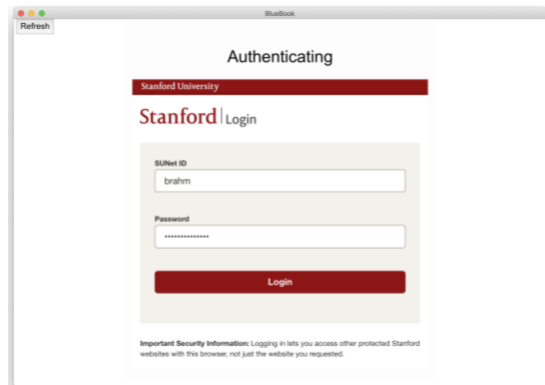 BlueBook
Refresh
Authenticating
Stanford University
Stanford Login
SUNet ID
brahm
Password
••••••••••••••
Login
Important Security Information: Logging in lets you access other protected Stanford
websites with this browser, not just the website you requested.